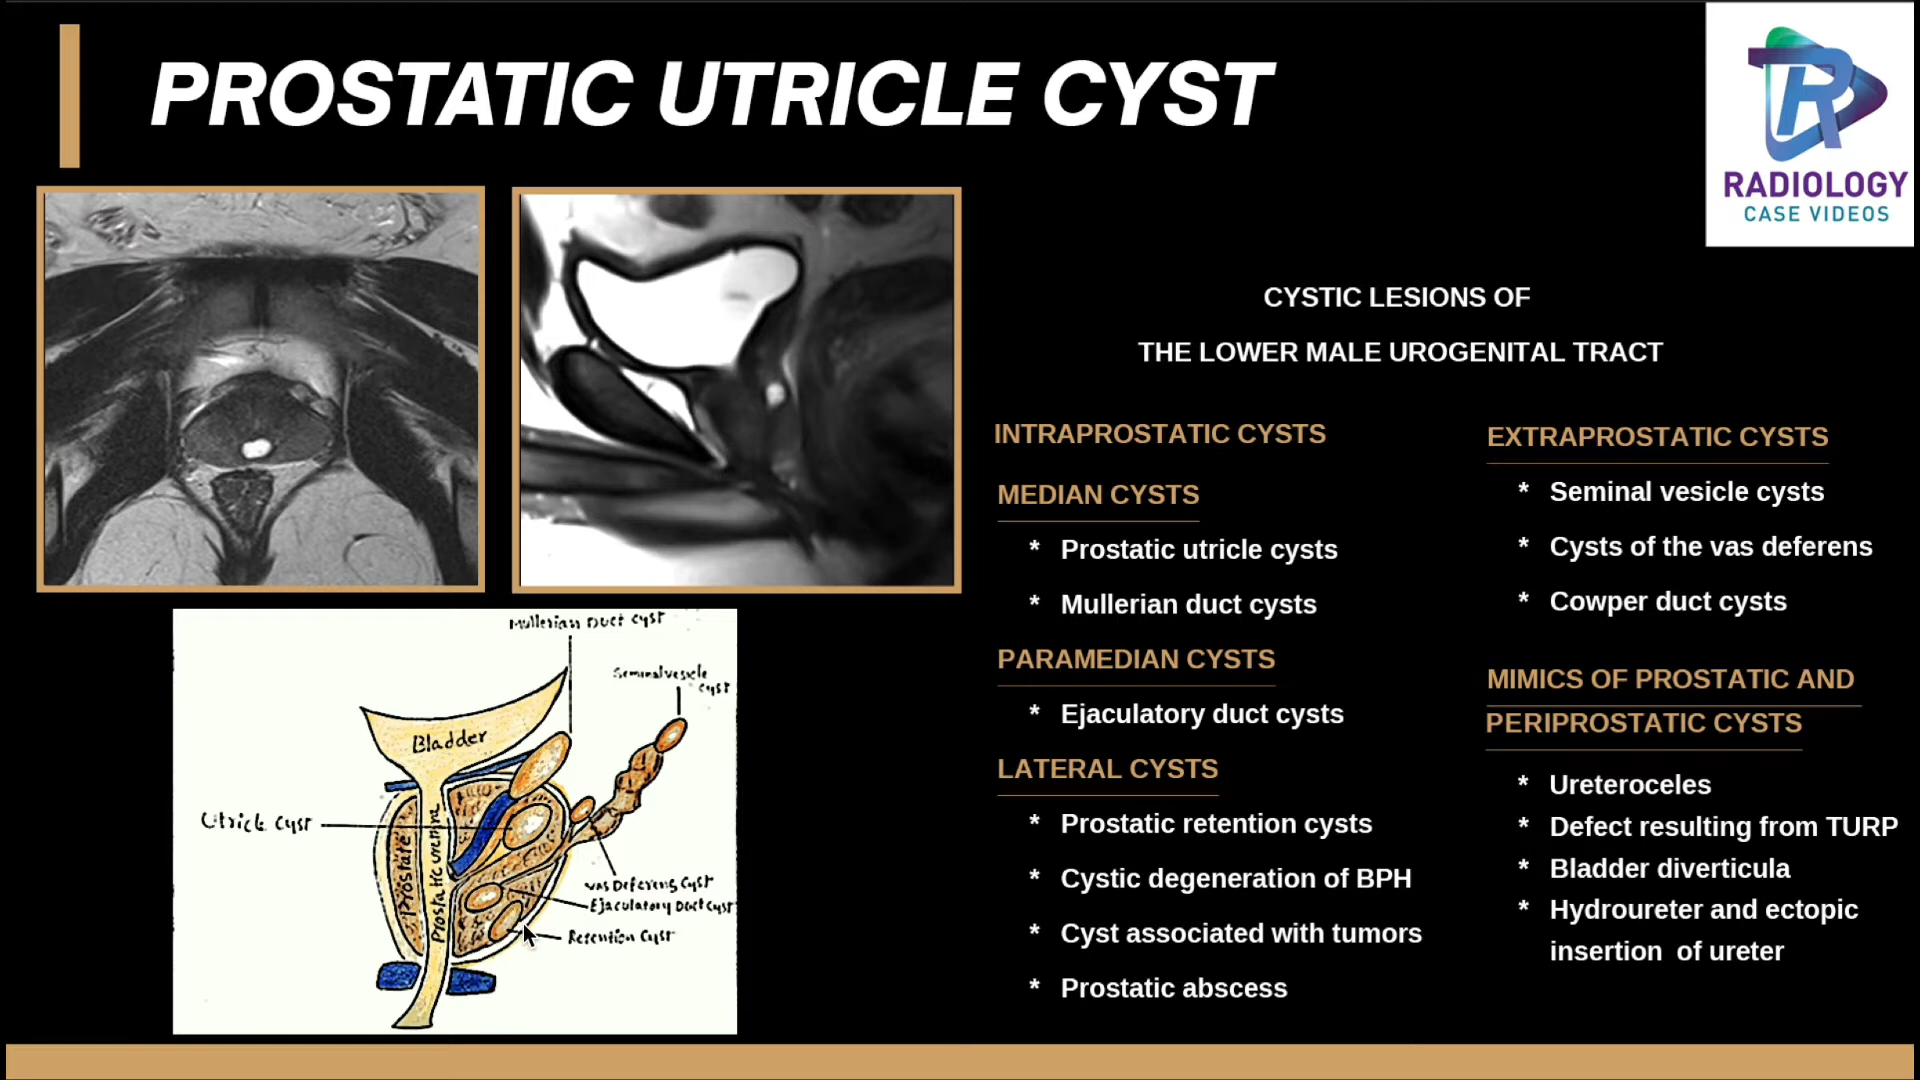 PROSTATIC UTRICLE CYST
RADIOLOGY
CASE VIDEOS
CYSTIC LESIONS OF
THE LOWER MALE UROGENITAL TRACT
INTRAPROSTATIC CYSTS
MEDIAN CYSTS
* Prostatic utricle cysts
* Mullerian duct cysts
PARAMEDIAN CYSTS
* Ejaculatory duct cysts
LATERAL CYSTS
* Prostatic retention cysts
* Cystic degeneration of BPH
* Cyst associated with tumors
* Prostatic abscess
EXTRAPROSTATIC CYSTS
* Seminal vesicle cysts
* Cysts of the vas deferens
* Cowper duct cysts
MIMICS OF PROSTATIC AND
PERIPROSTATIC CYSTS
* Ureteroceles
* Defect resulting from TURP
* Bladder diverticula
* Hydroureter and ectopic
insertion of ureter
Mullerian Duct cyst
Seminal vesicle
cyst
Bladder
Utricle Cyst
Prostate
Prostatic urethra
Vas Deferens Cyst
Ejaculatory Duct cyst
Retention Cyst